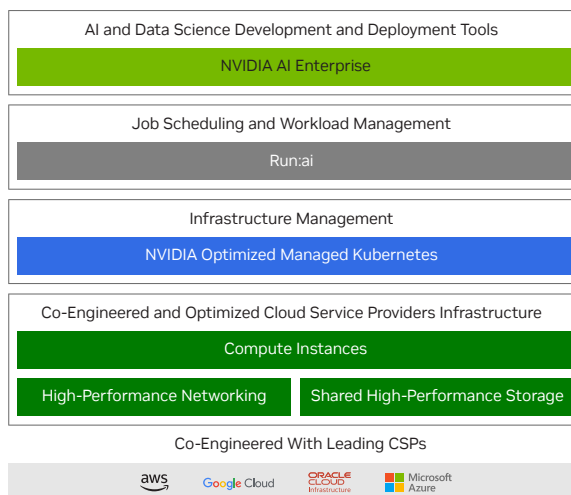 AI and Data Science Development and Deployment Tools
NVIDIA AI Enterprise
Job Scheduling and Workload Management
Run:ai
Infrastructure Management
NVIDIA Optimized Managed Kubernetes
Co-Engineered and Optimized Cloud Service Providers Infrastructure
Compute Instances
High-Performance Networking
Shared High-Performance Storage
Co-Engineered With Leading CSPs
aws
Google Cloud
ORACLE
CLOUD
Infrastructure
Microsoft
Azure